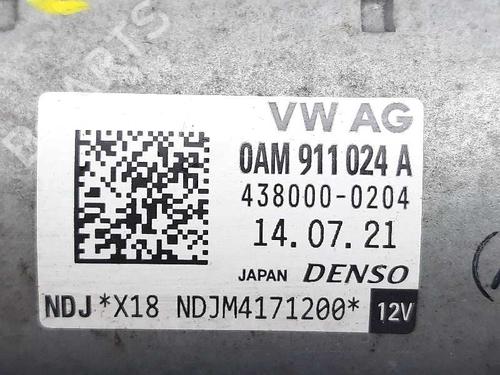 VW AG
0AM 911 024 A
438000-0204
14.07.21
JAPAN DENSO
NDJ *X18 NDJM4171200* 12V